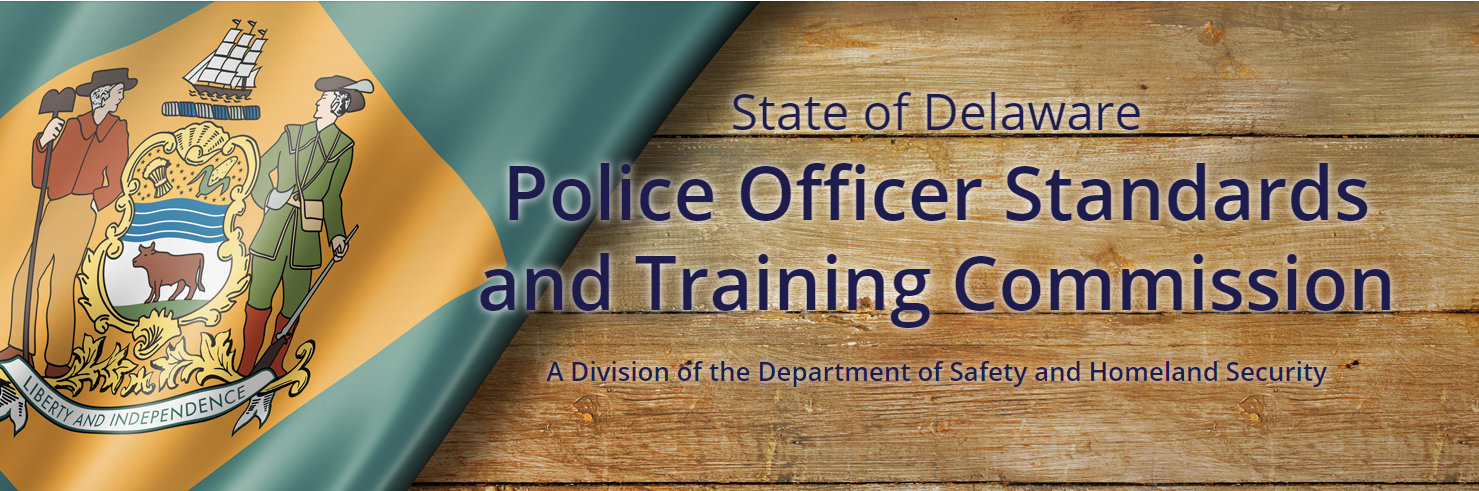 State of Delaware
Police Officer Standards
and Training Commission
A Division of the Department of Safety and Homeland Security
LIBERTY AND INDEPENDENCE